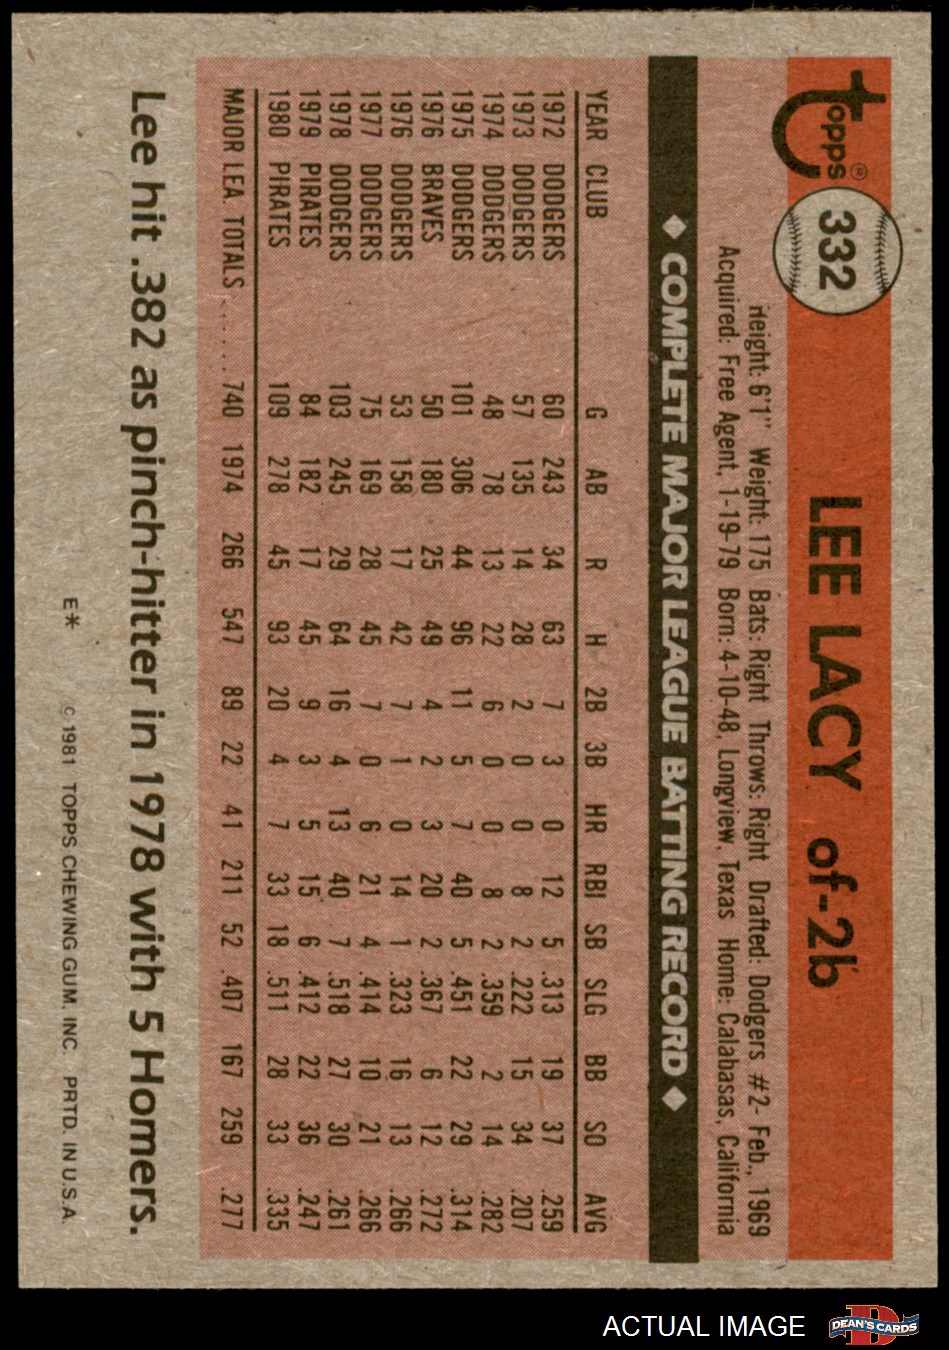 Topps®
332
LEE LACY of-2b
Height: 6'1" Weight: 175 Bats: Right Throws: Right Drafted: Dodgers #2- Feb., 1969
Acquired: Free Agent, 1-19-79 Born: 4-10-48, Longview, Texas Home: Calabasas, California
◆ COMPLETE MAJOR LEAGUE BATTING RECORD ◆
YEAR CLUB G AB R H 2B 3B HR RBI SB SLG BB SO AVG
1972 DODGERS 60 243 34 63 7 3 0 12 5 .313 19 37 .259
1973 DODGERS 57 135 14 28 2 0 0 8 2 .222 15 34 .207
1974 DODGERS 48 78 13 22 6 0 0 8 2 .359 2 14 .282
1975 DODGERS 101 306 44 96 11 5 7 40 5 .451 22 29 .314
1976 BRAVES 50 180 25 49 4 2 3 20 2 .367 6 12 .272
1976 DODGERS 53 158 17 42 7 1 0 14 1 .323 16 13 .266
1977 DODGERS 75 169 28 45 7 0 6 21 4 .414 10 21 .266
1978 DODGERS 103 245 29 64 16 4 13 40 7 .518 27 30 .261
1979 PIRATES 84 182 17 45 9 3 5 15 6 .412 22 36 .247
1980 PIRATES 109 278 45 93 20 4 7 33 18 .511 28 33 .335
MAJOR LEA. TOTALS...... 740 1974 266 547 89 22 41 211 52 .407 167 259 .277
Lee hit .382 as pinch-hitter in 1978 with 5 Homers.
E* © 1981 TOPPS CHEWING GUM, INC. PRTD. IN U.S.A.
ACTUAL IMAGE DEAN'S CARDS